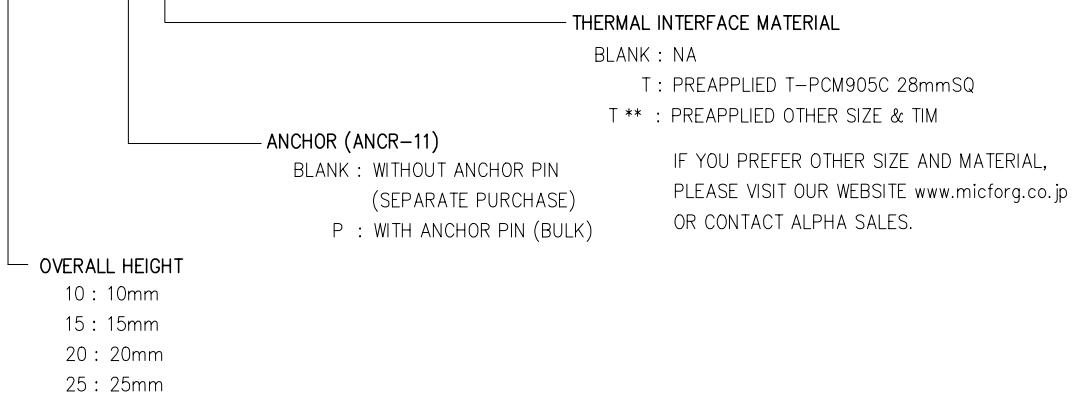 THERMAL INTERFACE MATERIAL
BLANK : NA
T : PREAPPLIED T-PCM905C 28mmSQ
T ** : PREAPPLIED OTHER SIZE & TIM
IF YOU PREFER OTHER SIZE AND MATERIAL,
PLEASE VISIT OUR WEBSITE www.micforg.co.jp
OR CONTACT ALPHA SALES.
ANCHOR (ANCR-11)
BLANK : WITHOUT ANCHOR PIN
(SEPARATE PURCHASE)
P : WITH ANCHOR PIN (BULK)
OVERALL HEIGHT
10 : 10mm
15 : 15mm
20 : 20mm
25 : 25mm